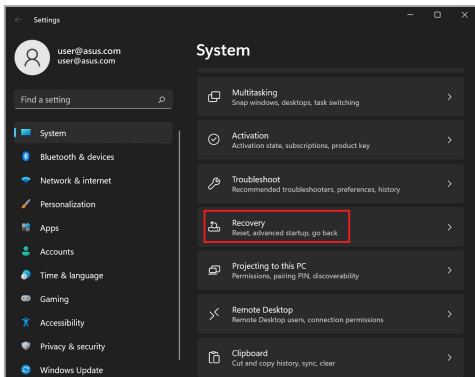 Settings
user@asus.com
user@asus.com
Find a setting
System
Bluetooth & devices
Network & internet
Personalization
Apps
Accounts
Time & language
Gaming
Accessibility
Privacy & security
Windows Update
System
Multitasking
Snap windows, desktops, task switching
Activation
Activation state, subscriptions, product key
Troubleshoot
Recommended troubleshooters, preferences, history
Recovery
Reset, advanced startup, go back
Projecting to this PC
Permissions, pairing PIN, discoverability
Remote Desktop
Remote Desktop users, connection permissions
Clipboard
Cut and copy history, sync, clear